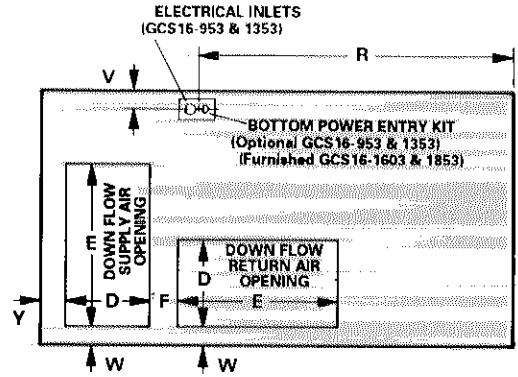 ELECTRICAL INLETS
(GCS16-953 & 1353)
R
V
BOTTOM POWER ENTRY KIT
(Optional GCS16-953 & 1353)
(Furnished GCS16-1603 & 1853)
E
DOWN FLOW
SUPPLY AIR
OPENING
D
DOWN FLOW
RETURN AIR
OPENING
Y
D
F
E
W
W